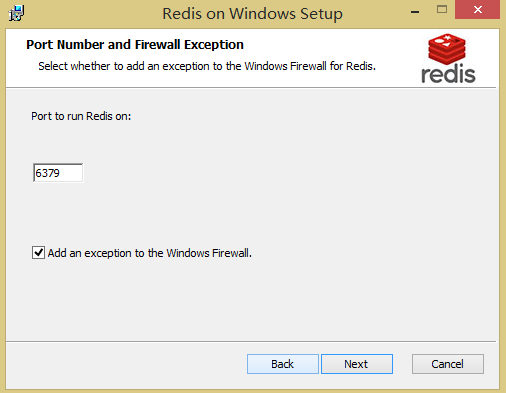 Redis on Windows Setup
Port Number and Firewall Exception
Select whether to add an exception to the Windows Firewall for Redis.
redis
Port to run Redis on:
6379
Add an exception to the Windows Firewall.
Back Next Cancel